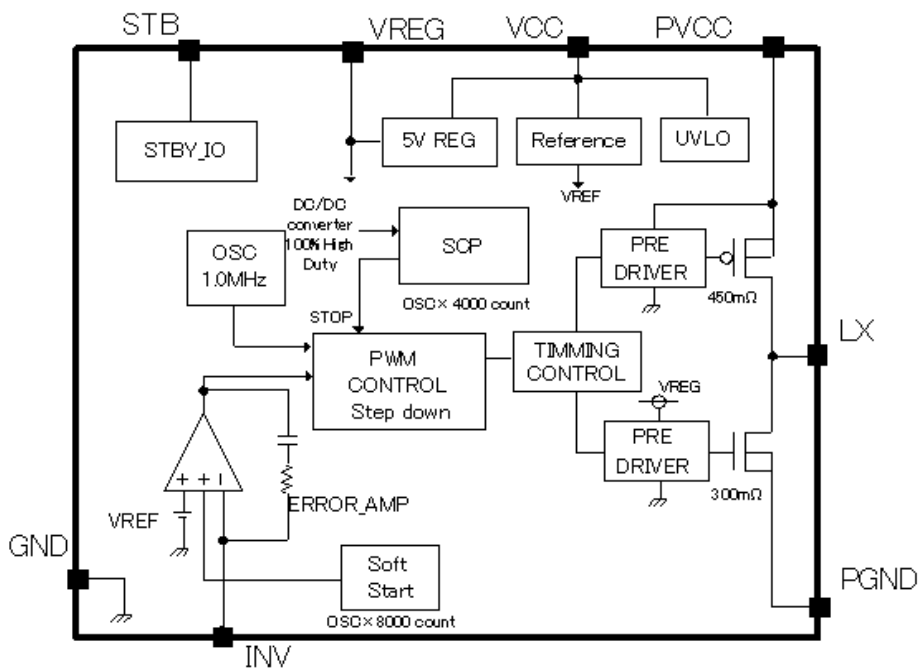 STB
VREG
VCC
PVCC
STBY_IO
5V REG
Reference
UVLO
VREF
DC/DC
converter
100% High
Duty
SCP
OSC× 4000 count
OSC
1.0MHz
STOP
PRE
DRIVER
450mΩ
LX
PWM
CONTROL
Step down
TIMMING
CONTROL
VREG
PRE
DRIVER
300mΩ
+ + −
ERROR_AMP
VREF
GND
Soft
Start
OSC×8000 count
PGND
INV